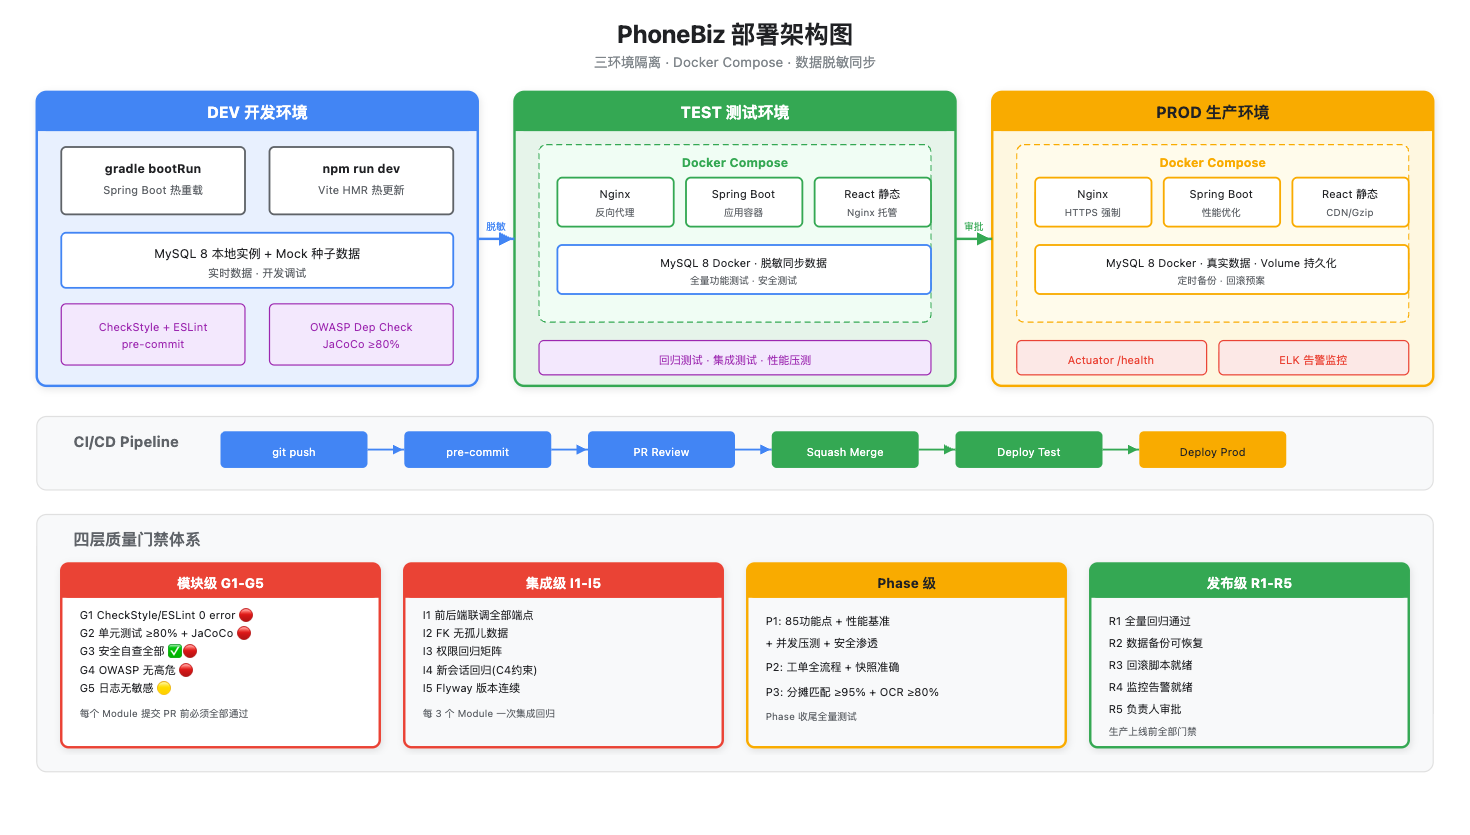 PhoneBiz 部署架构图
三环境隔离 · Docker Compose · 数据脱敏同步
DEV 开发环境
gradle bootRun
Spring Boot 热重载
npm run dev
Vite HMR 热更新
MySQL 8 本地实例 + Mock 种子数据
实时数据 · 开发调试
CheckStyle + ESLint
pre-commit
OWASP Dep Check
JaCoCo ≥80%
脱敏
TEST 测试环境
Docker Compose
Nginx
反向代理
Spring Boot
应用容器
React 静态
Nginx 托管
MySQL 8 Docker · 脱敏同步数据
全量功能测试 · 安全测试
回归测试 · 集成测试 · 性能压测
审批
PROD 生产环境
Docker Compose
Nginx
HTTPS 强制
Spring Boot
性能优化
React 静态
CDN/Gzip
MySQL 8 Docker · 真实数据 · Volume 持久化
定时备份 · 回滚预案
Actuator /health
ELK 告警监控
CI/CD Pipeline
git push
pre-commit
PR Review
Squash Merge
Deploy Test
Deploy Prod
四层质量门禁体系
模块级 G1-G5
G1 CheckStyle/ESLint 0 error 🔴
G2 单元测试 ≥80% + JaCoCo 🔴
G3 安全自查全部 ✅🔴
G4 OWASP 无高危 🔴
G5 日志无敏感 🟡
每个 Module 提交 PR 前必须全部通过
集成级 I1-I5
I1 前后端联调全部端点
I2 FK 无孤儿数据
I3 权限回归矩阵
I4 新会话回归(C4约束)
I5 Flyway 版本连续
每 3 个 Module 一次集成回归
Phase 级
P1: 85功能点 + 性能基准
+ 并发压测 + 安全渗透
P2: 工单全流程 + 快照准确
P3: 分摊匹配 ≥95% + OCR ≥80%
Phase 收尾全量测试
发布级 R1-R5
R1 全量回归通过
R2 数据备份可恢复
R3 回滚脚本就绪
R4 监控告警就绪
R5 负责人审批
生产上线前全部门禁